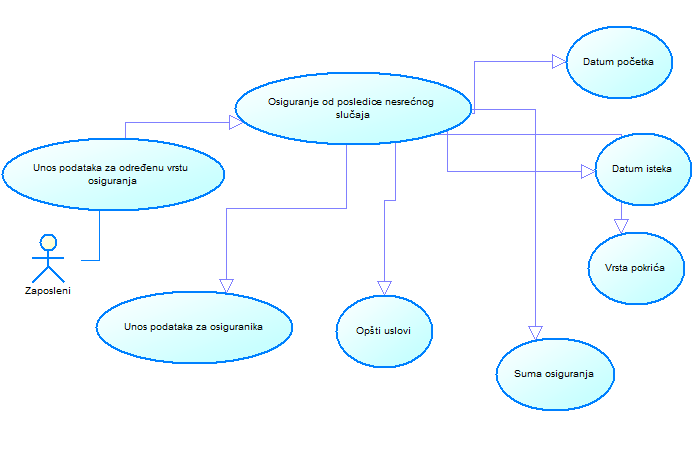 Datum početka
Osiguranje od posledice nesrećnog
slučaja
Unos podataka za određenu vrstu
osiguranja
Datum isteka
Zaposleni
Vrsta pokrića
Unos podataka za osiguranika
Opšti uslovi
Suma osiguranja